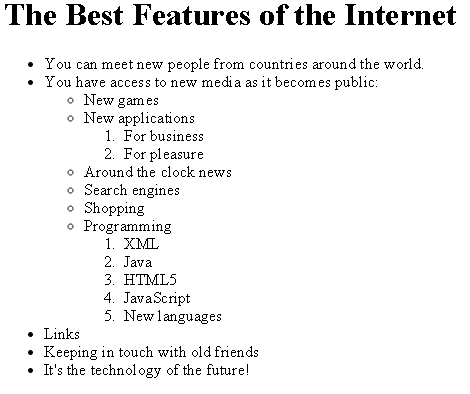 The Best Features of the Internet
• You can meet new people from countries around the world.
• You have access to new media as it becomes public:
○ New games
○ New applications
1. For business
2. For pleasure
○ Around the clock news
○ Search engines
○ Shopping
○ Programming
1. XML
2. Java
3. HTML5
4. JavaScript
5. New languages
• Links
• Keeping in touch with old friends
• It's the technology of the future!